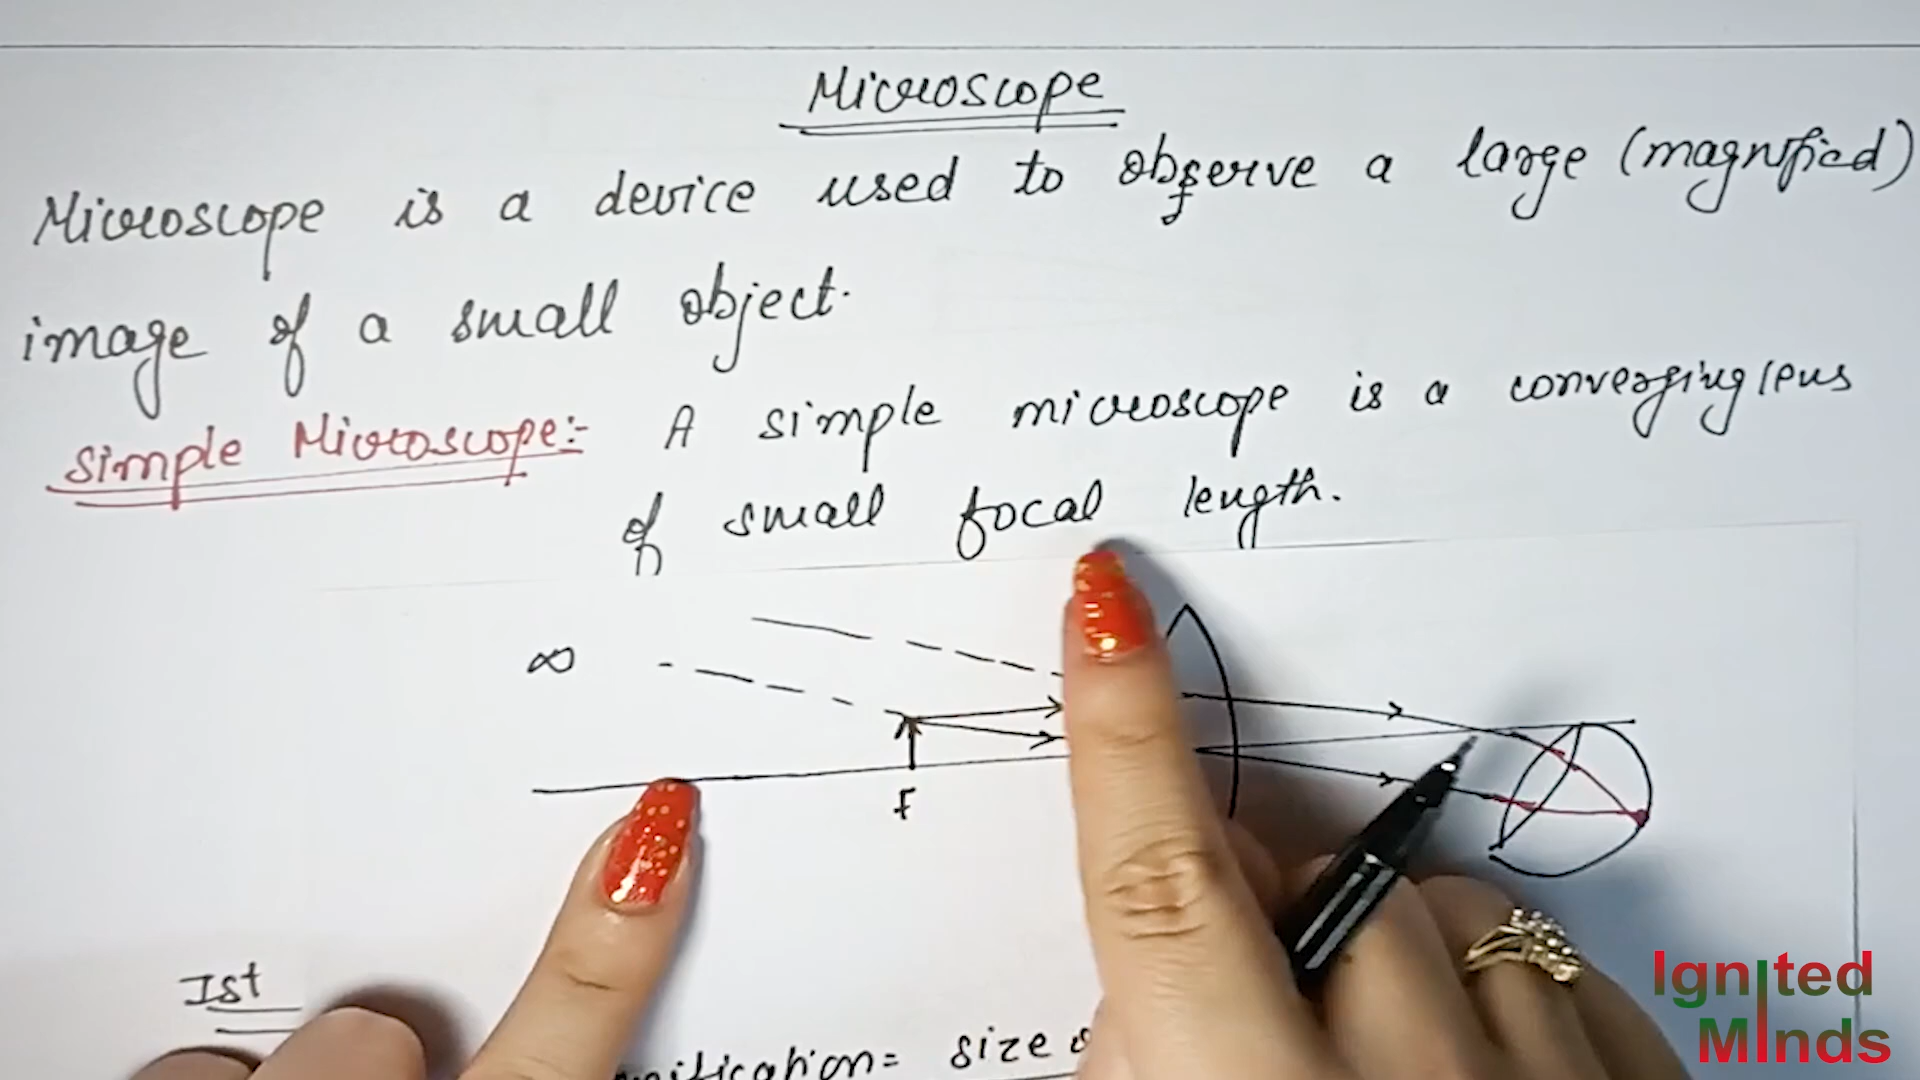 Microscope
Microscope is a device used to observe a large (magnified)
image of a small object.
Simple Microscope:- A simple microscope is a converging lens
of small focal length.
∞
F
Ist
size
Ignited
Minds